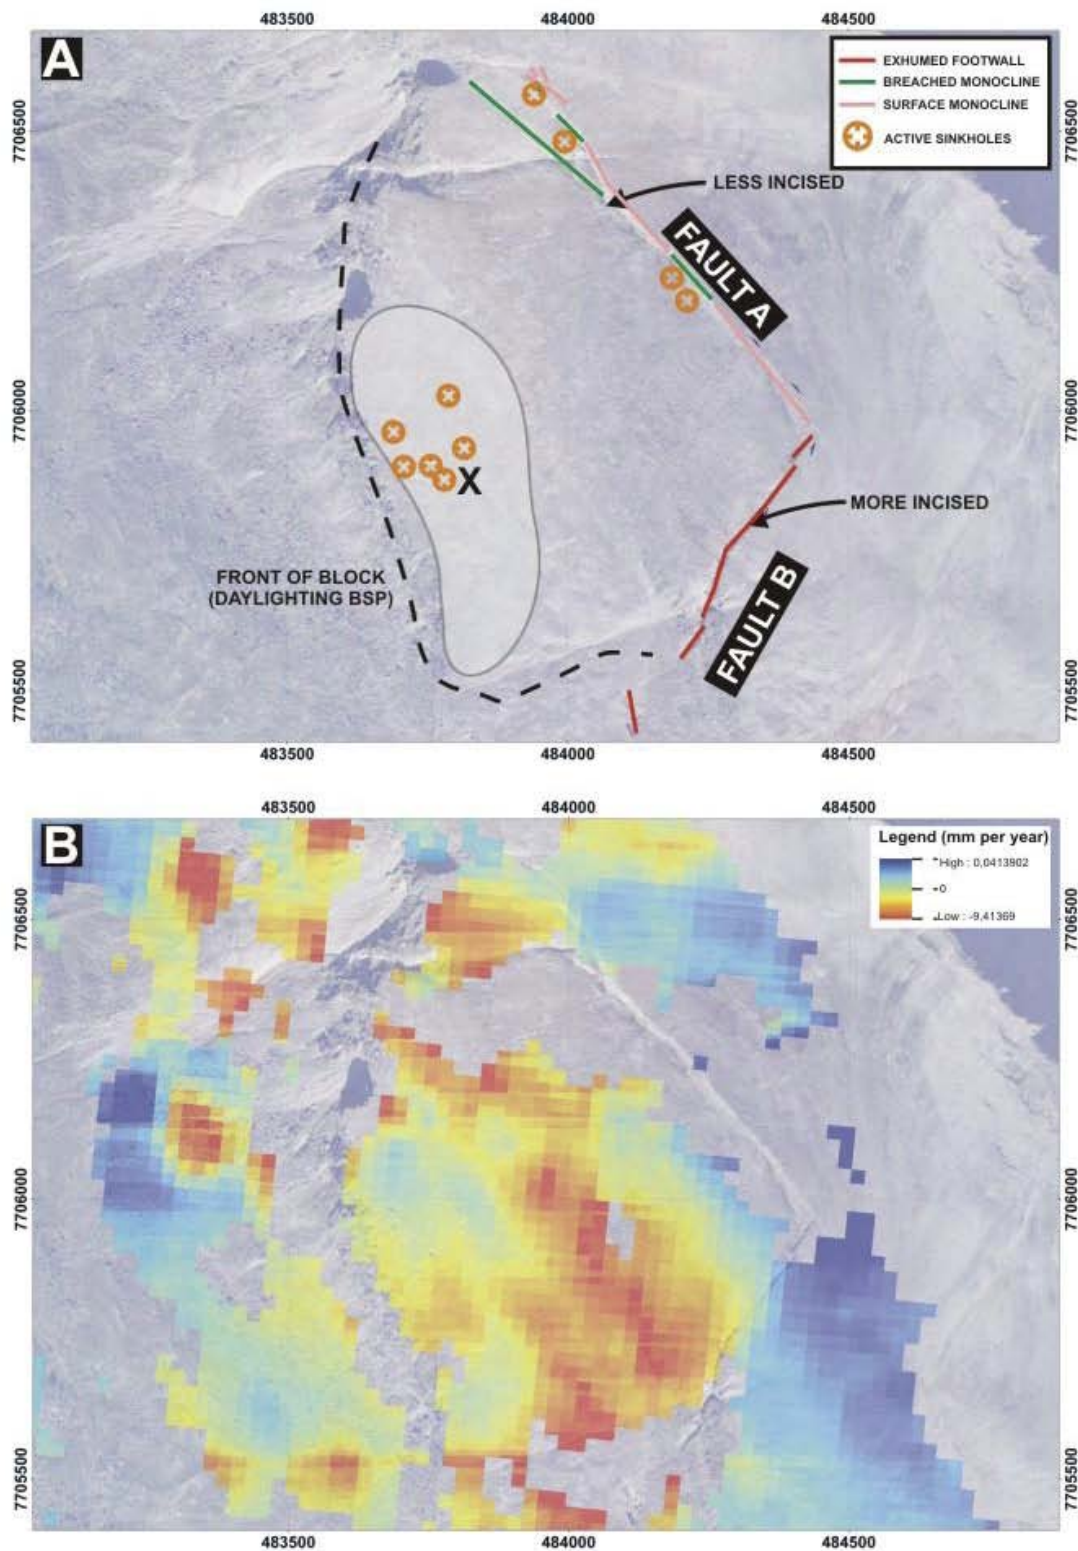 483500 484000 484500
A
EXHUMED FOOTWALL
BREACHED MONOCLINE
SURFACE MONOCLINE
ACTIVE SINKHOLES
7706500 7706500
LESS INCISED
FAULT A
7706000 7706000
X
MORE INCISED
FRONT OF BLOCK
(DAYLIGHTING BSP)
FAULT B
7705500 7705500
483500 484000 484500
483500 484000 484500
B
Legend (mm per year)
High : 0,0413902
0
Low : -9,41369
7706500 7706500
7706000 7706000
7705500 7705500
483500 484000 484500